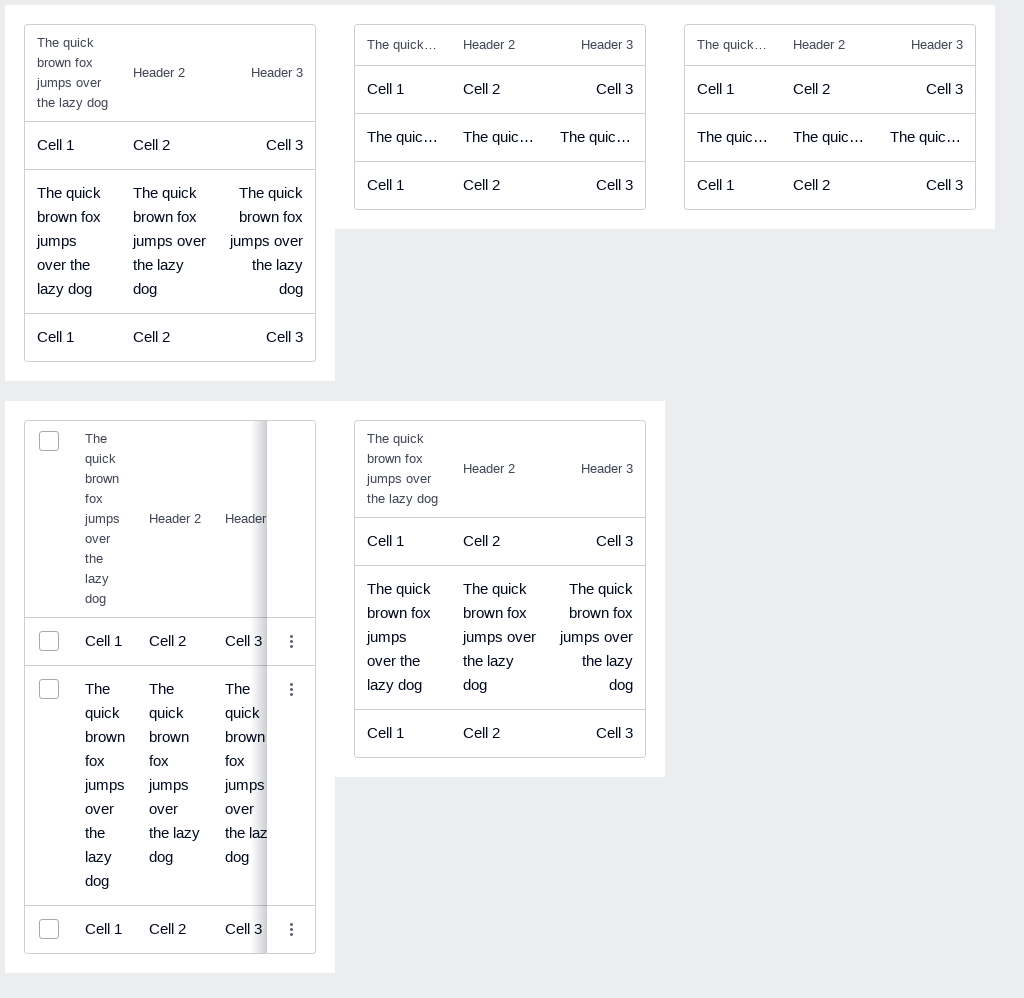 The quick
brown fox
jumps over
the lazy dog
Header 2
Header 3
Cell 1
Cell 2
Cell 3
The quick
brown fox
jumps
over the
lazy dog
The quick
brown fox
jumps over
the lazy
dog
The quick
brown fox
jumps over
the lazy
dog
Cell 1
Cell 2
Cell 3
The quick…
Header 2
Header 3
Cell 1
Cell 2
Cell 3
The quic…
The quic…
The quic…
Cell 1
Cell 2
Cell 3
The quick…
Header 2
Header 3
Cell 1
Cell 2
Cell 3
The quic…
The quic…
The quic…
Cell 1
Cell 2
Cell 3
The
quick
brown
fox
jumps
over
the
lazy
dog
Header 2
Header
Cell 1
Cell 2
Cell 3
The
quick
brown
fox
jumps
over
the
lazy
dog
The
quick
brown
fox
jumps
over
the lazy
dog
The
quick
brown
fox
jumps
over
the laz
dog
Cell 1
Cell 2
Cell 3
The quick
brown fox
jumps over
the lazy dog
Header 2
Header 3
Cell 1
Cell 2
Cell 3
The quick
brown fox
jumps
over the
lazy dog
The quick
brown fox
jumps over
the lazy
dog
The quick
brown fox
jumps over
the lazy
dog
Cell 1
Cell 2
Cell 3